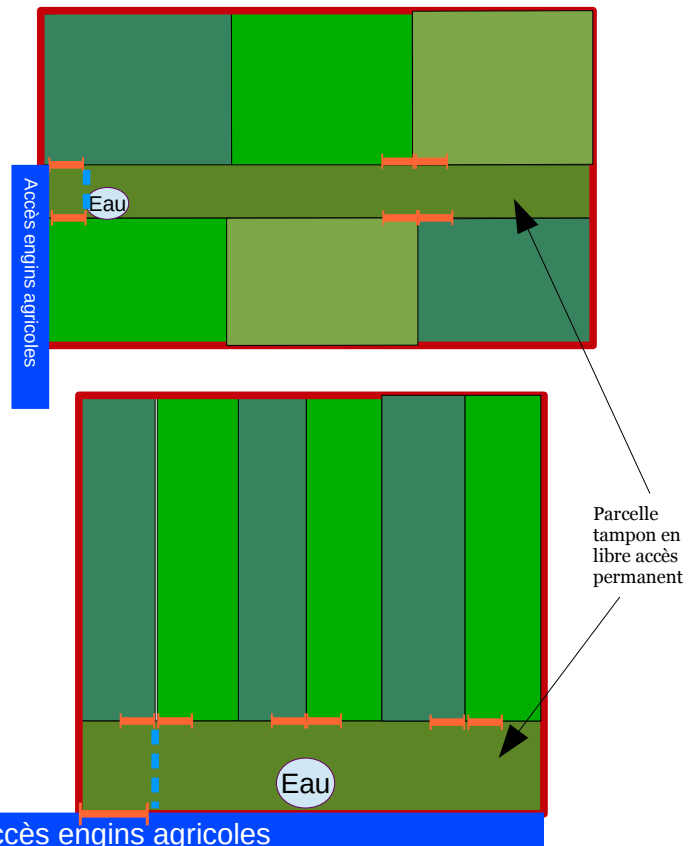 Accès engins agricoles
Eau
Parcelle
tampon en
libre accès
permanent
Eau
ccès engins agricoles